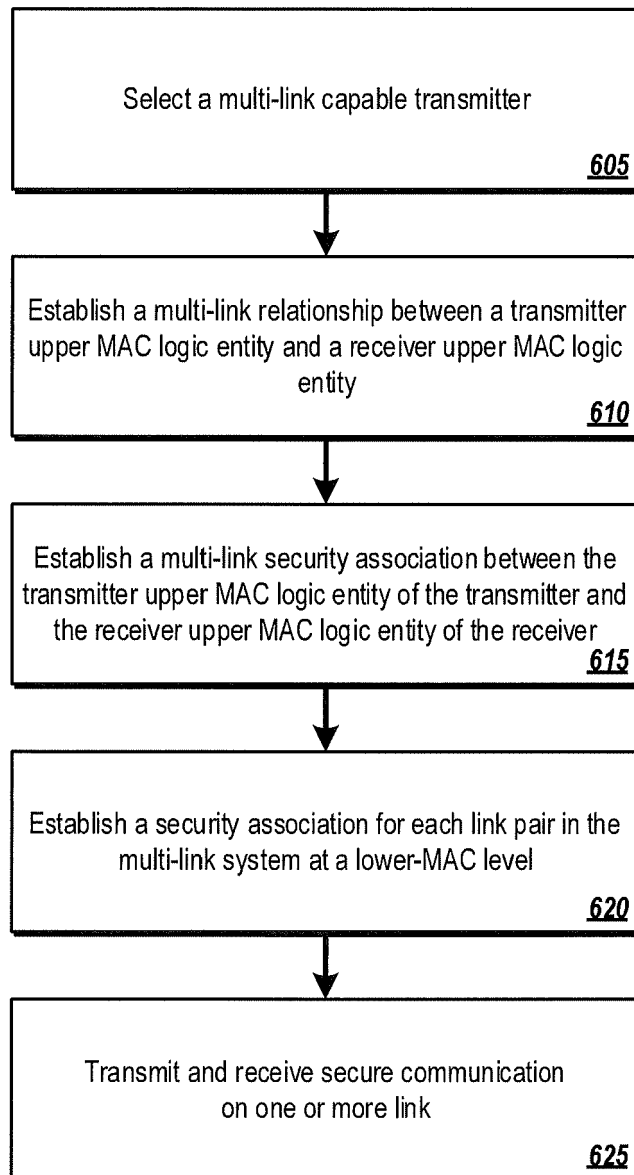 Select a multi-link capable transmitter
605
Establish a multi-link relationship between a transmitter
upper MAC logic entity and a receiver upper MAC logic
entity
610
Establish a multi-link security association between the
transmitter upper MAC logic entity of the transmitter and
the receiver upper MAC logic entity of the receiver
615
Establish a security association for each link pair in the
multi-link system at a lower-MAC level
620
Transmit and receive secure communication
on one or more link
625